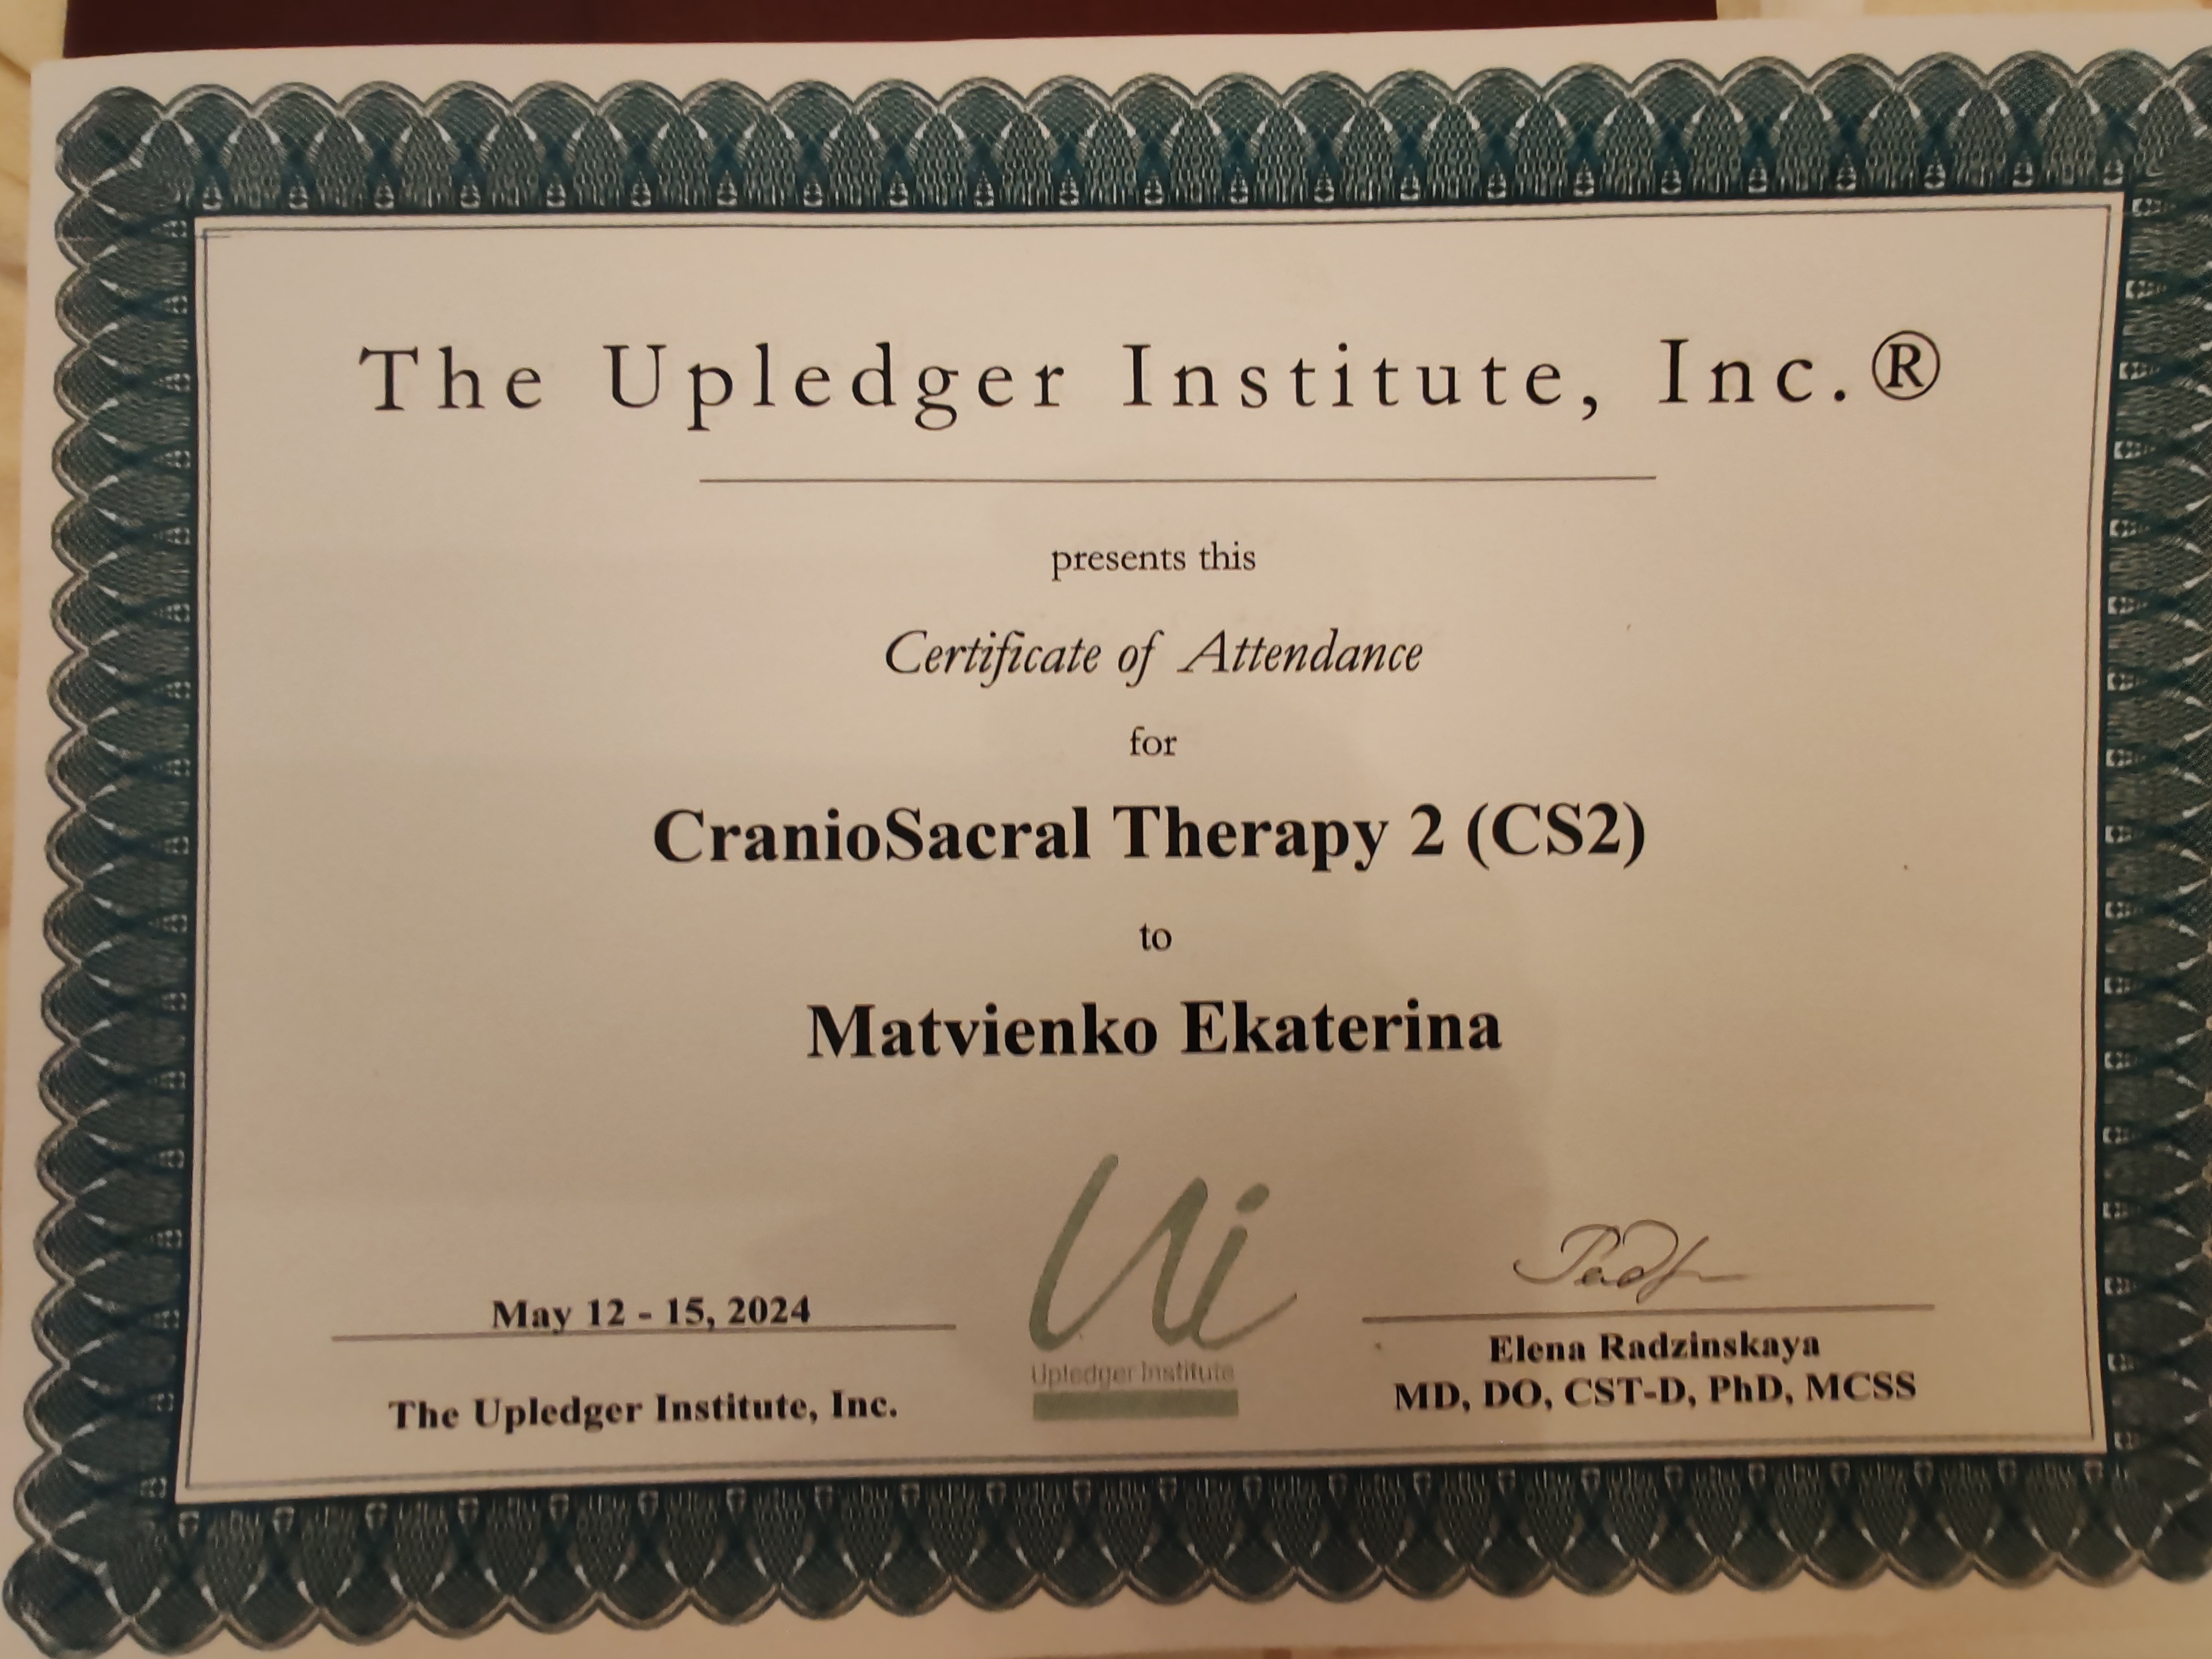 The Upledger Institute, Inc.®
presents this
Certificate of Attendance
for
CranioSacral Therapy 2 (CS2)
to
Matvienko Ekaterina
May 12 - 15, 2024
The Upledger Institute, Inc.
Ui
Upledger Institute
Elena Radzinskaya
MD, DO, CST-D, PhD, MCSS